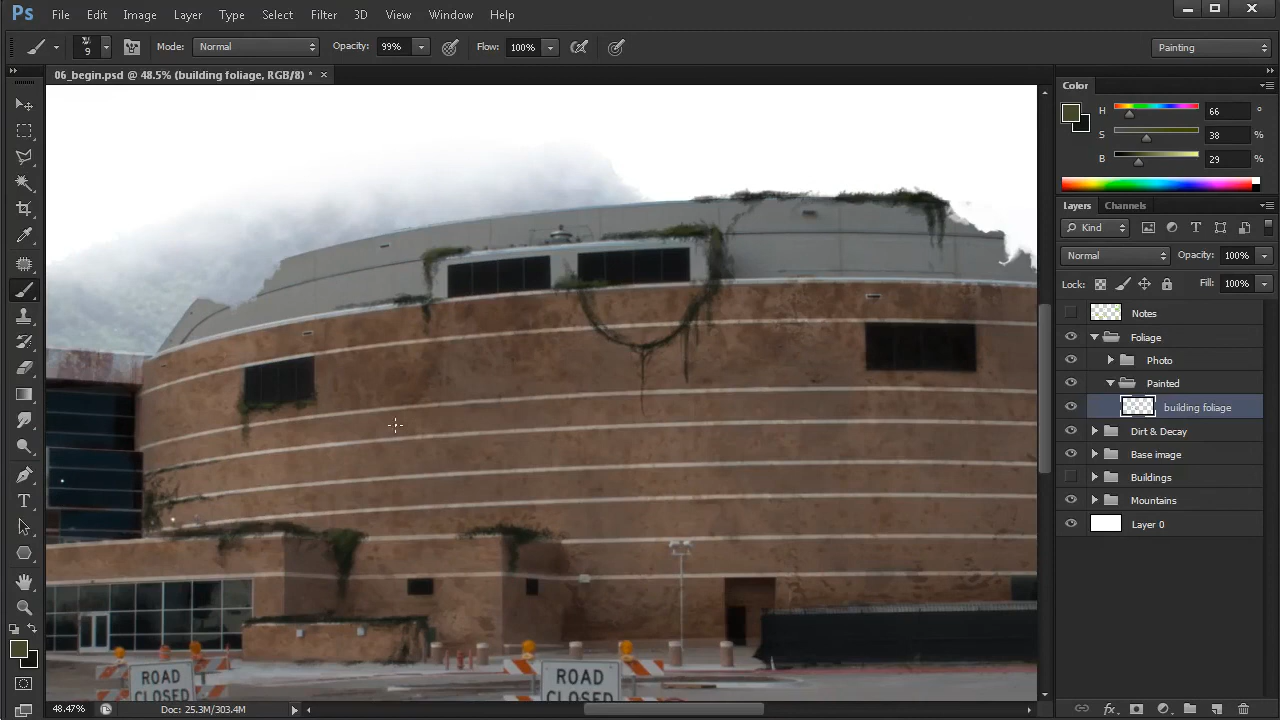 Ps File Edit Image Layer Type Select Filter 3D View Window Help
9 Mode: Normal Opacity: 99% Flow: 100% Painting
06_begin.psd @ 48.5% (building foliage, RGB/8) * ×
Color
H 66 °
S 38 %
B 29 %
Layers Channels
Kind
Normal Opacity: 100%
Lock: Fill: 100%
Notes
Foliage
Photo
Painted
building foliage
Dirt & Decay
Base image
Buildings
Mountains
Layer 0
ROAD
CLOSED
ROAD
CLOSED
48.47% Doc: 25.3M/303.4M